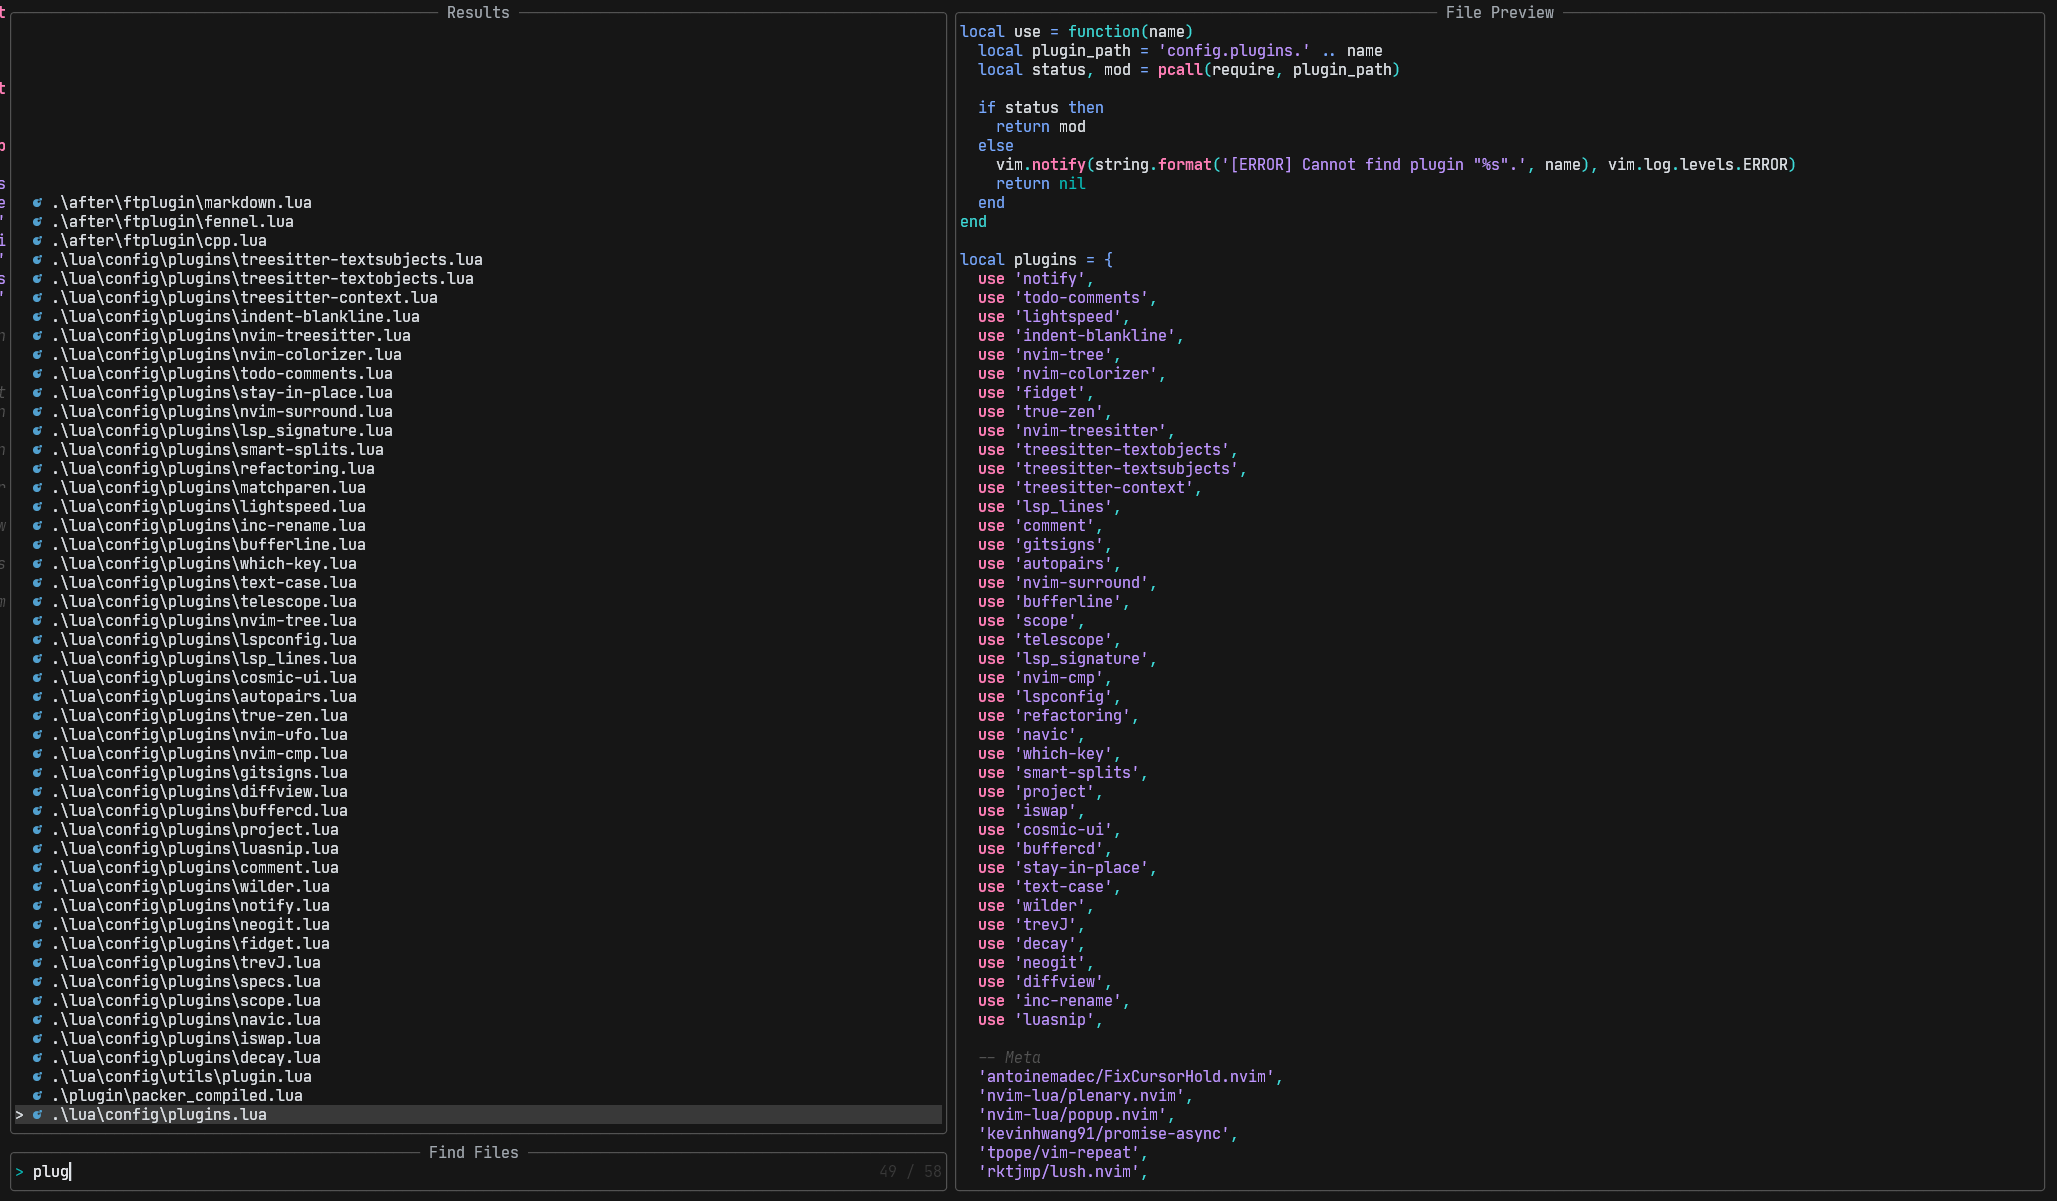 Results
.\after\ftplugin\markdown.lua
.\after\ftplugin\fennel.lua
.\after\ftplugin\cpp.lua
.\lua\config\plugins\treesitter-textsubjects.lua
.\lua\config\plugins\treesitter-textobjects.lua
.\lua\config\plugins\treesitter-context.lua
.\lua\config\plugins\indent-blankline.lua
.\lua\config\plugins\nvim-treesitter.lua
.\lua\config\plugins\nvim-colorizer.lua
.\lua\config\plugins\todo-comments.lua
.\lua\config\plugins\stay-in-place.lua
.\lua\config\plugins\nvim-surround.lua
.\lua\config\plugins\lsp_signature.lua
.\lua\config\plugins\smart-splits.lua
.\lua\config\plugins\refactoring.lua
.\lua\config\plugins\matchparen.lua
.\lua\config\plugins\lightspeed.lua
.\lua\config\plugins\inc-rename.lua
.\lua\config\plugins\bufferline.lua
.\lua\config\plugins\which-key.lua
.\lua\config\plugins\text-case.lua
.\lua\config\plugins\telescope.lua
.\lua\config\plugins\nvim-tree.lua
.\lua\config\plugins\lspconfig.lua
.\lua\config\plugins\lsp_lines.lua
.\lua\config\plugins\cosmic-ui.lua
.\lua\config\plugins\autopairs.lua
.\lua\config\plugins\true-zen.lua
.\lua\config\plugins\nvim-ufo.lua
.\lua\config\plugins\nvim-cmp.lua
.\lua\config\plugins\gitsigns.lua
.\lua\config\plugins\diffview.lua
.\lua\config\plugins\buffercd.lua
.\lua\config\plugins\project.lua
.\lua\config\plugins\luasnip.lua
.\lua\config\plugins\comment.lua
.\lua\config\plugins\wilder.lua
.\lua\config\plugins\notify.lua
.\lua\config\plugins\neogit.lua
.\lua\config\plugins\fidget.lua
.\lua\config\plugins\trevJ.lua
.\lua\config\plugins\specs.lua
.\lua\config\plugins\scope.lua
.\lua\config\plugins\navic.lua
.\lua\config\plugins\iswap.lua
.\lua\config\plugins\decay.lua
.\lua\config\utils\plugin.lua
.\plugin\packer_compiled.lua
> .\lua\config\plugins.lua
Find Files
> plug
49 / 58
File Preview
local use = function(name)
  local plugin_path = 'config.plugins.' .. name
  local status, mod = pcall(require, plugin_path)
  if status then
    return mod
  else
    vim.notify(string.format('[ERROR] Cannot find plugin "%s".', name), vim.log.levels.ERROR)
    return nil
  end
end
local plugins = {
  use 'notify',
  use 'todo-comments',
  use 'lightspeed',
  use 'indent-blankline',
  use 'nvim-tree',
  use 'nvim-colorizer',
  use 'fidget',
  use 'true-zen',
  use 'nvim-treesitter',
  use 'treesitter-textobjects',
  use 'treesitter-textsubjects',
  use 'treesitter-context',
  use 'lsp_lines',
  use 'comment',
  use 'gitsigns',
  use 'autopairs',
  use 'nvim-surround',
  use 'bufferline',
  use 'scope',
  use 'telescope',
  use 'lsp_signature',
  use 'nvim-cmp',
  use 'lspconfig',
  use 'refactoring',
  use 'navic',
  use 'which-key',
  use 'smart-splits',
  use 'project',
  use 'iswap',
  use 'cosmic-ui',
  use 'buffercd',
  use 'stay-in-place',
  use 'text-case',
  use 'wilder',
  use 'trevJ',
  use 'decay',
  use 'neogit',
  use 'diffview',
  use 'inc-rename',
  use 'luasnip',
  -- Meta
  'antoinemadec/FixCursorHold.nvim',
  'nvim-lua/plenary.nvim',
  'nvim-lua/popup.nvim',
  'kevinhwang91/promise-async',
  'tpope/vim-repeat',
  'rktjmp/lush.nvim',